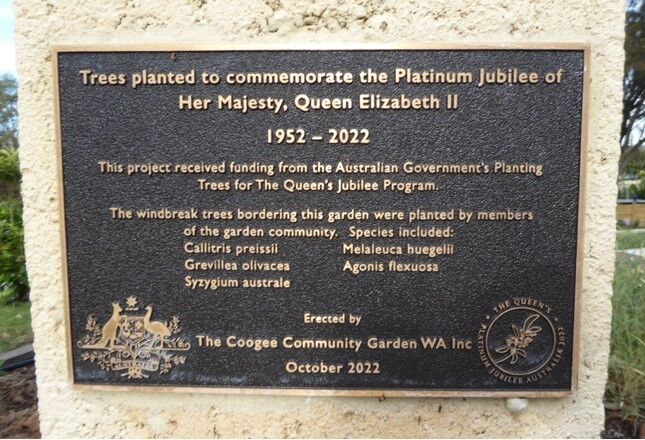 Trees planted to commemorate the Platinum Jubilee of
Her Majesty, Queen Elizabeth II
1952 – 2022
This project received funding from the Australian Government's Planting
Trees for The Queen's Jubilee Program.
The windbreak trees bordering this garden were planted by members
of the garden community. Species included:
Callitris preissii Melaleuca huegelii
Grevillea olivacea Agonis flexuosa
Syzygium australe
Erected by
The Coogee Community Garden WA Inc
October 2022
THE QUEEN'S
PLATINUM JUBILEE AUSTRALIA 2022